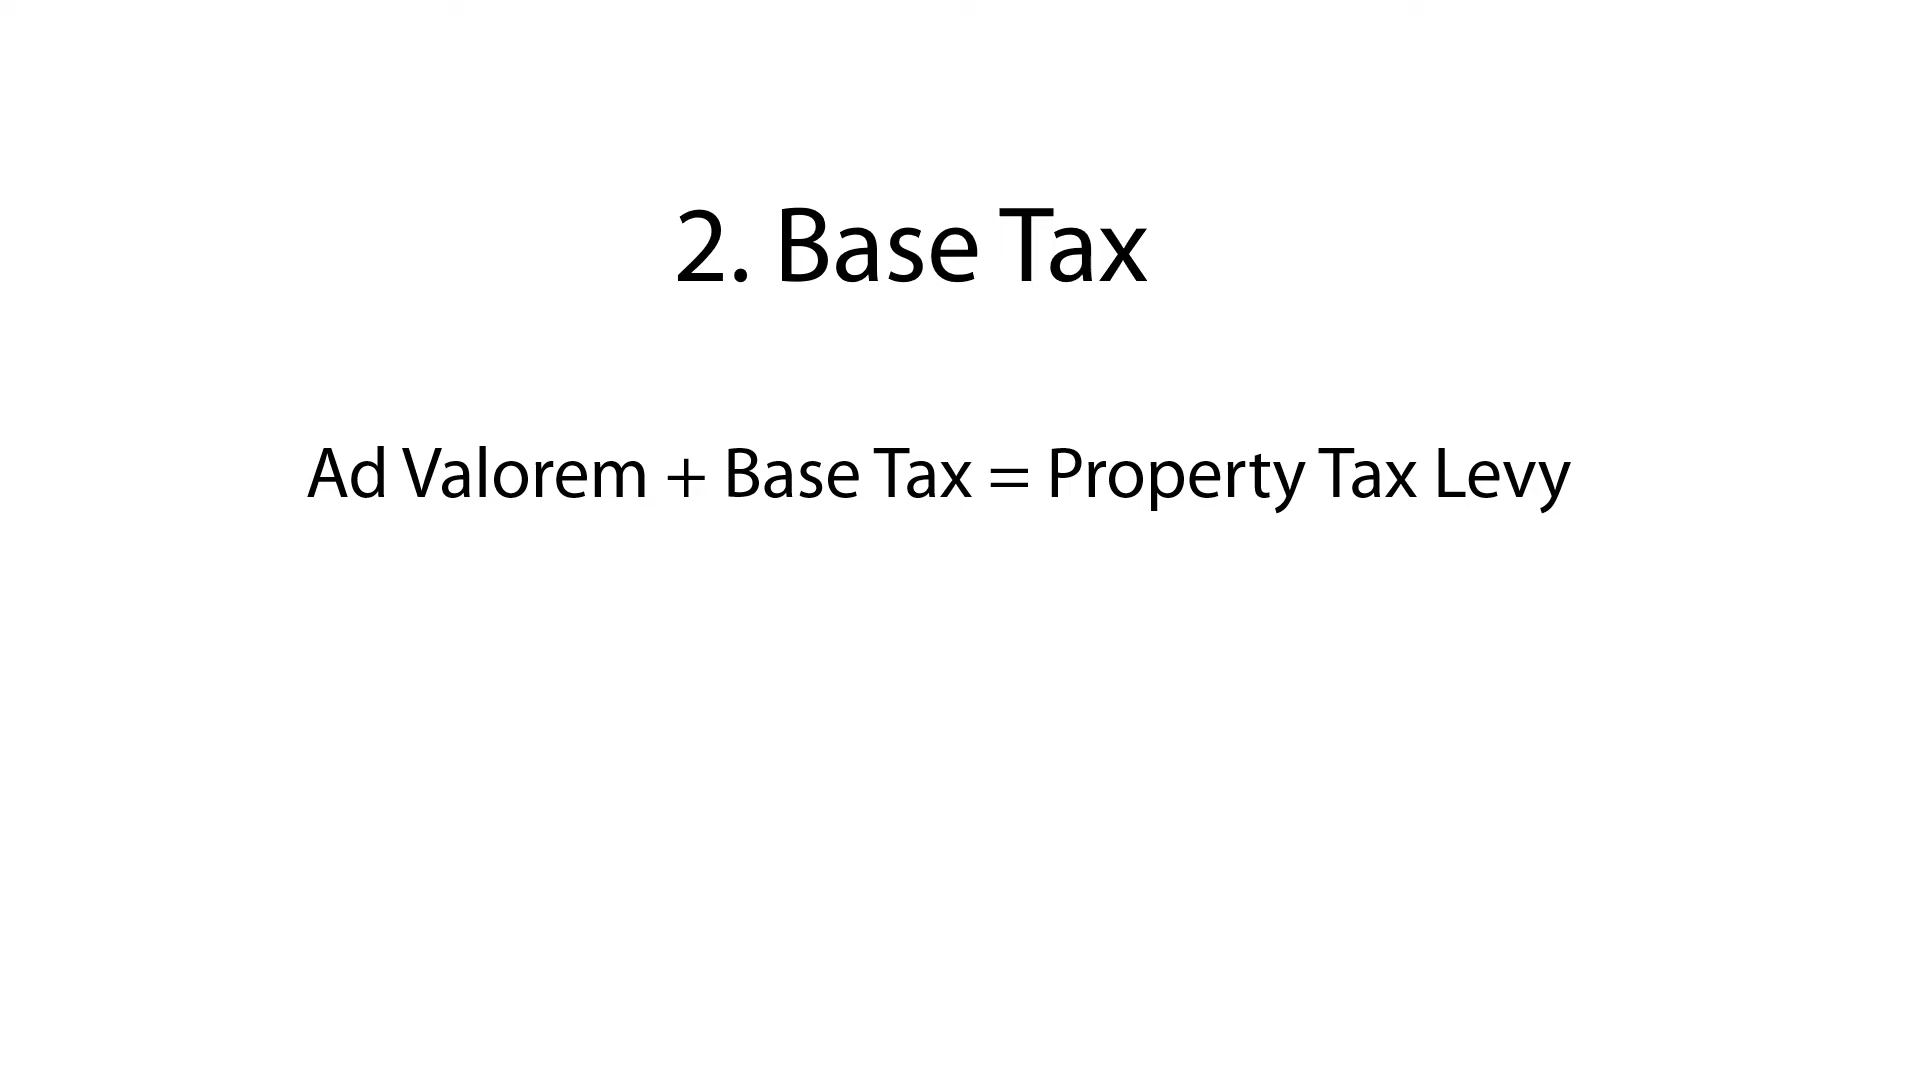 2. Base Tax
Ad Valorem + Base Tax = Property Tax Levy